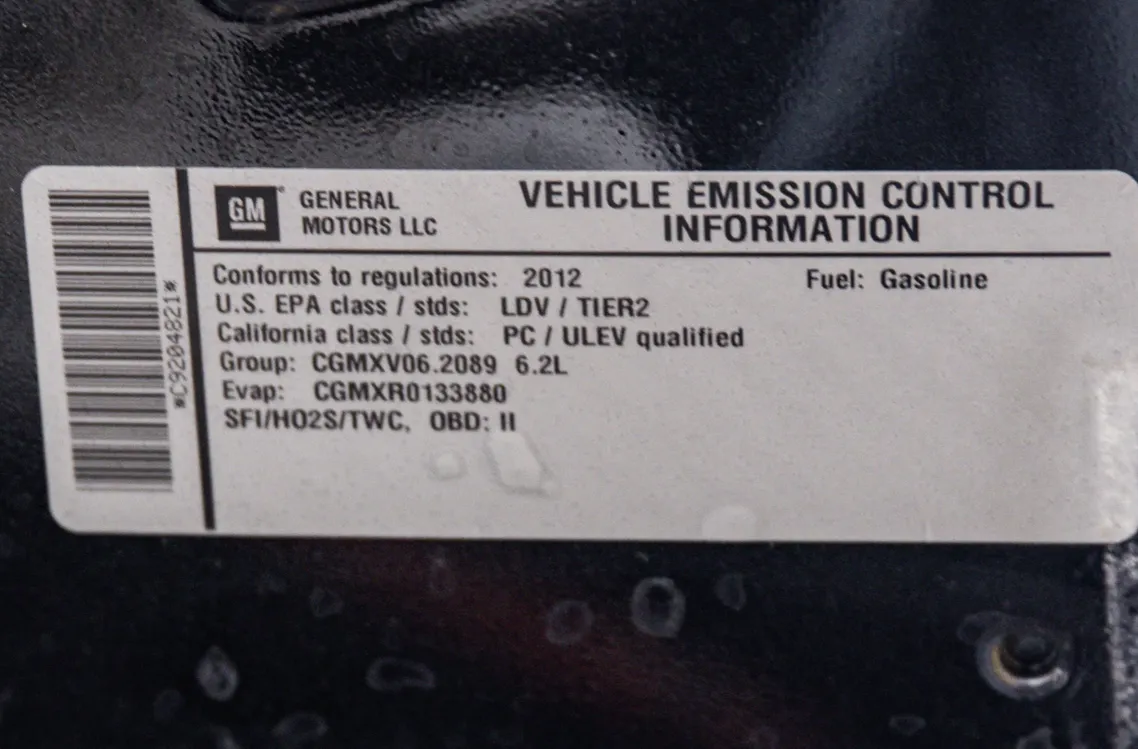 GM GENERAL
MOTORS LLC
VEHICLE EMISSION CONTROL
INFORMATION
Conforms to regulations: 2012 Fuel: Gasoline
U.S. EPA class / stds: LDV / TIER2
California class / stds: PC / ULEV qualified
Group: CGMXV06.2089 6.2L
Evap: CGMXR0133880
SFI/HO2S/TWC, OBD: II
*C9204821*